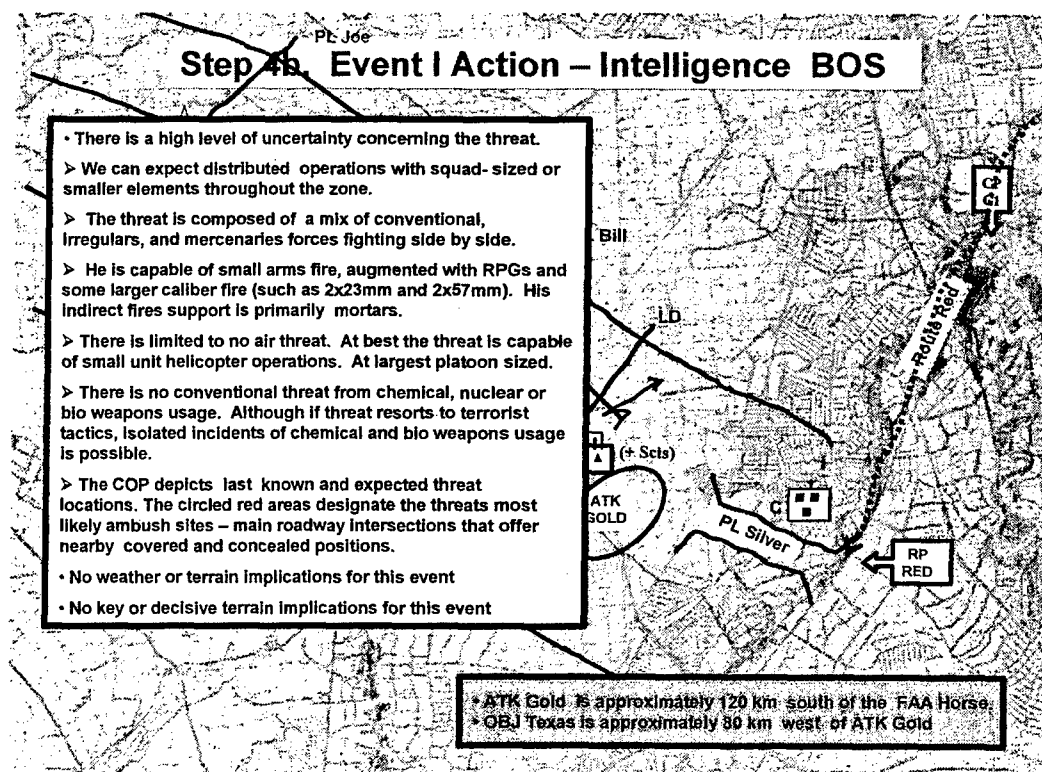 PL Joe
Step 4b. Event I Action – Intelligence BOS
• There is a high level of uncertainty concerning the threat.
➤ We can expect distributed operations with squad- sized or
smaller elements throughout the zone.
➤ The threat is composed of a mix of conventional,
irregulars, and mercenaries forces fighting side by side.
➤ He is capable of small arms fire, augmented with RPGs and
some larger caliber fire (such as 2x23mm and 2x57mm). His
indirect fires support is primarily mortars.
➤ There is limited to no air threat. At best the threat is capable
of small unit helicopter operations. At largest platoon sized.
➤ There is no conventional threat from chemical, nuclear or
bio weapons usage. Although if threat resorts to terrorist
tactics, isolated incidents of chemical and bio weapons usage
is possible.
➤ The COP depicts last known and expected threat
locations. The circled red areas designate the threats most
likely ambush sites – main roadway intersections that offer
nearby covered and concealed positions.
• No weather or terrain implications for this event
• No key or decisive terrain implications for this event
Bill
LD
Route Red
(+ Scts)
ATK
GOLD
C
PL Silver
RP
RED
• ATK Gold is approximately 120 km south of the FAA Horse.
• OBJ Texas is approximately 80 km west of ATK Gold